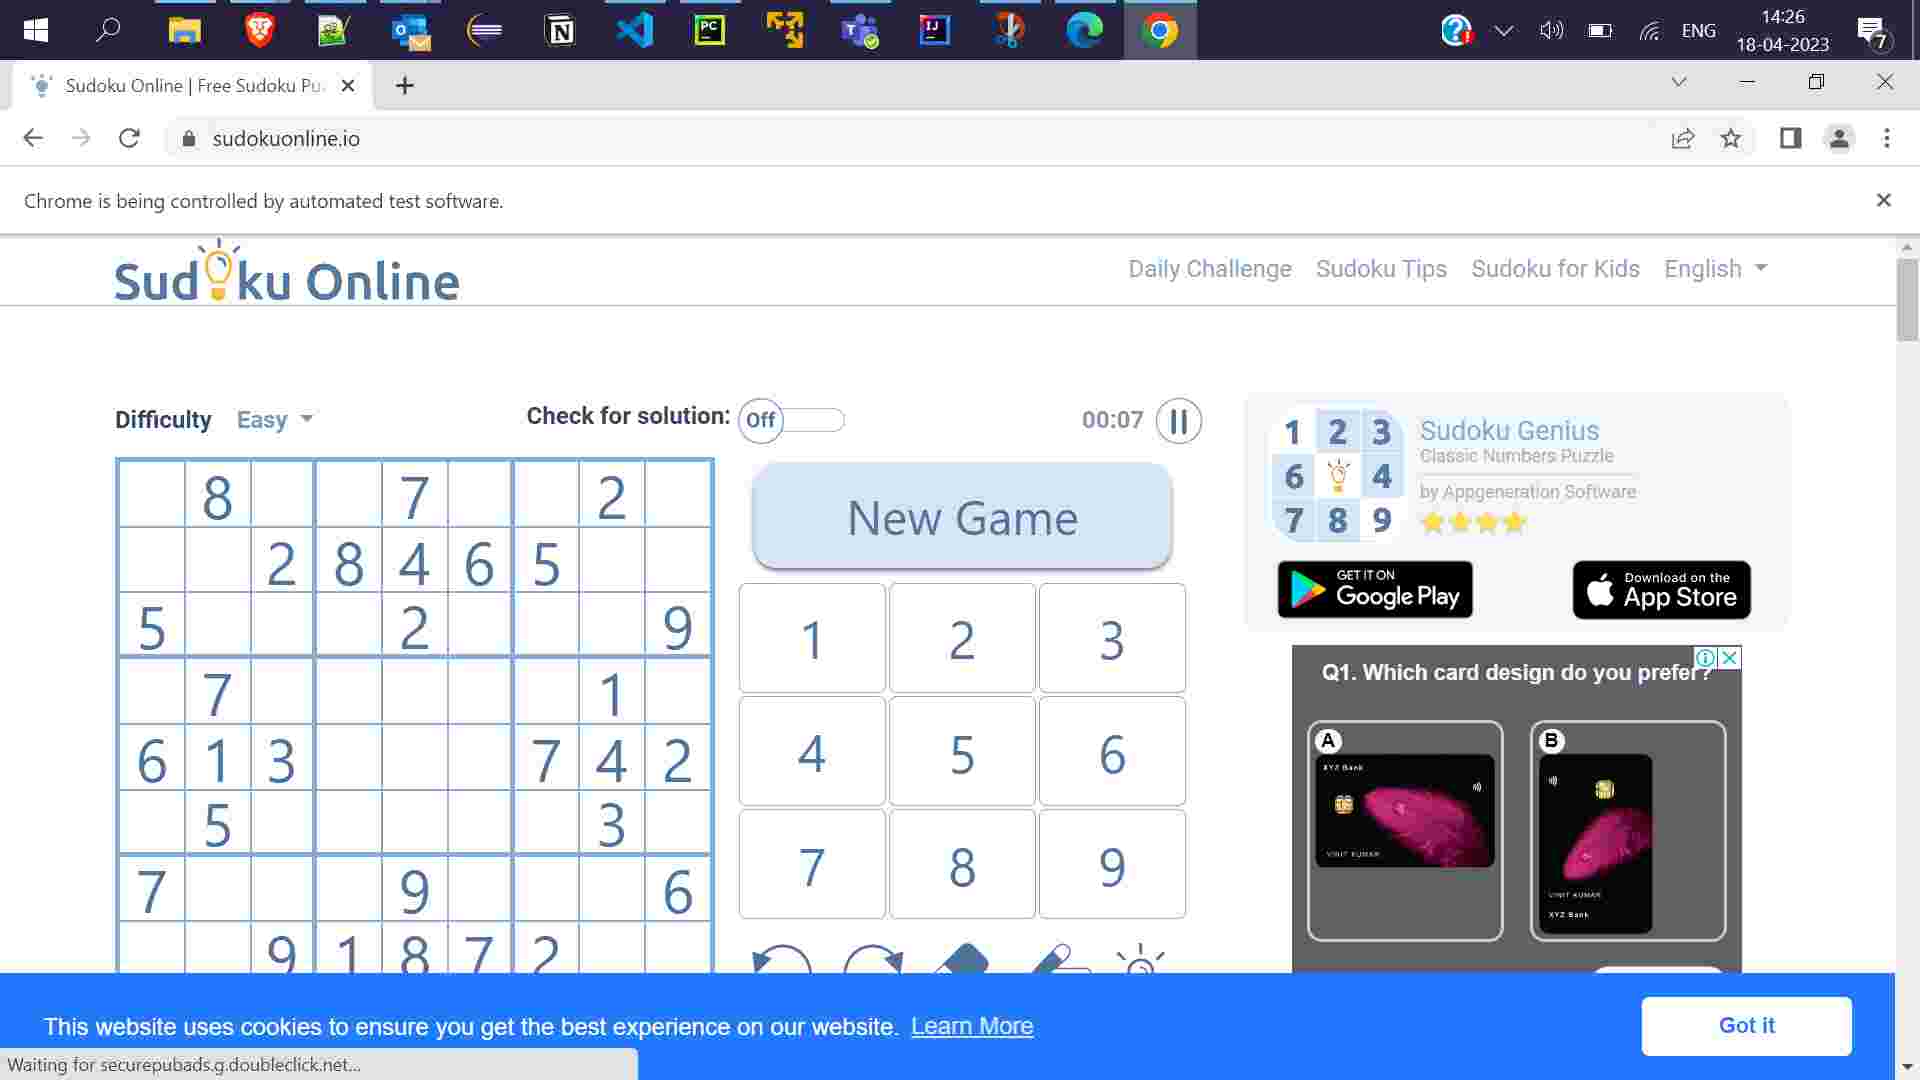 PC
IJ
ENG
14:26
18-04-2023
7
Sudoku Online | Free Sudoku Pu
sudokuonline.io
Chrome is being controlled by automated test software.
Sudoku Online
Daily Challenge Sudoku Tips Sudoku for Kids English
Difficulty Easy
Check for solution: Off
00:07
8 7 2
2 8 4 6 5
5 2 9
7 1
6 1 3 7 4 2
5 3
7 9 6
9 1 8 7 2
New Game
1 2 3
4 5 6
7 8 9
1 2 3
6 4
7 8 9
Sudoku Genius
Classic Numbers Puzzle
by Appgeneration Software
GET IT ON
Google Play
Download on the
App Store
Q1. Which card design do you prefer?
A
XYZ Bank
VINIT KUMAR
B
VINIT KUMAR
XYZ Bank
This website uses cookies to ensure you get the best experience on our website. Learn More
Got it
Waiting for securepubads.g.doubleclick.net...